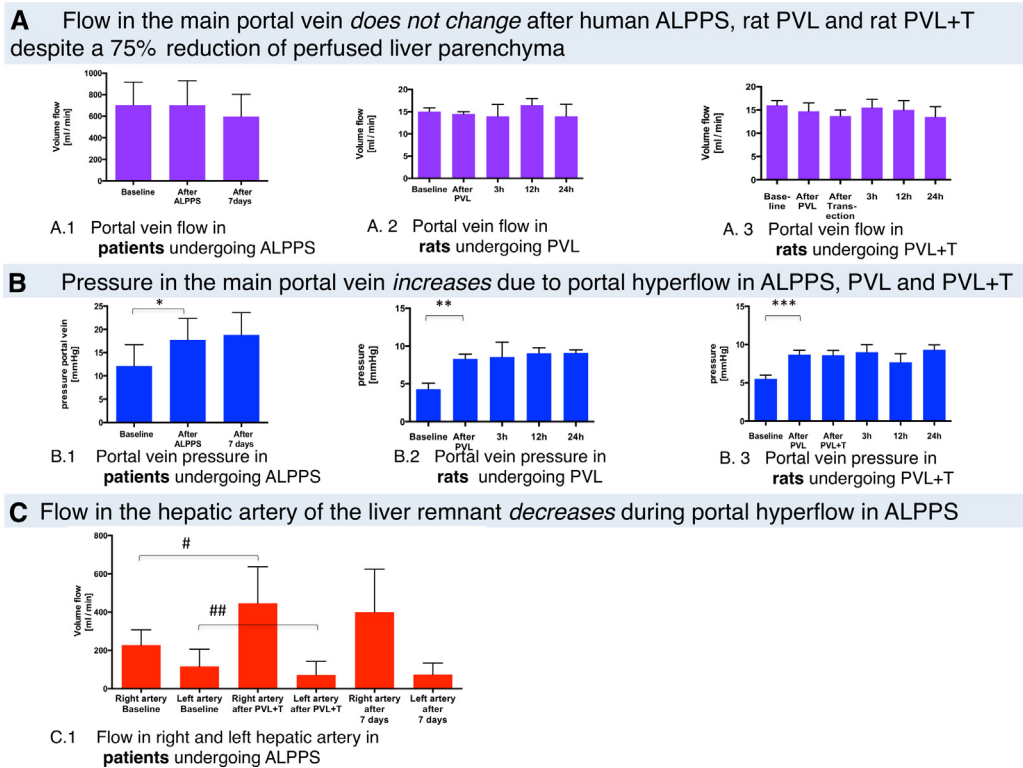 A Flow in the main portal vein does not change after human ALPPS, rat PVL and rat PVL+T
despite a 75% reduction of perfused liver parenchyma
Volume flow
[ml / min]
1000
800
600
400
200
0
Baseline
After
ALPPS
After
7days
A.1 Portal vein flow in
patients undergoing ALPPS
Volume flow
[ml / min]
20
15
10
5
0
Baseline
After
PVL
3h
12h
24h
A. 2 Portal vein flow in
rats undergoing PVL
Volume flow
[ml / min]
20
15
10
5
0
Base-
line
After
PVL
After
Trans-
ection
3h
12h
24h
A. 3 Portal vein flow in
rats undergoing PVL+T
B Pressure in the main portal vein increases due to portal hyperflow in ALPPS, PVL and PVL+T
pressure portal vein
[mmHg]
25
20
15
10
5
0
*
Baseline
After
ALPPS
After
7 days
B.1 Portal vein pressure in
patients undergoing ALPPS
pressure
[mmHg]
15
10
5
0
**
Baseline
After
PVL
3h
12h
24h
B.2 Portal vein pressure in
rats undergoing PVL
pressure
[mmHg]
15
10
5
0
***
Baseline
After
PVL
After
PVL+T
3h
12h
24h
B. 3 Portal vein pressure in
rats undergoing PVL+T
C Flow in the hepatic artery of the liver remnant decreases during portal hyperflow in ALPPS
Volume flow
[ml / min]
800
600
400
200
0
#
##
Right artery
Baseline
Left artery
Baseline
Right artery
after PVL+T
Left artery
after PVL+T
Right artery
after
7 days
Left artery
after
7 days
C.1 Flow in right and left hepatic artery in
patients undergoing ALPPS